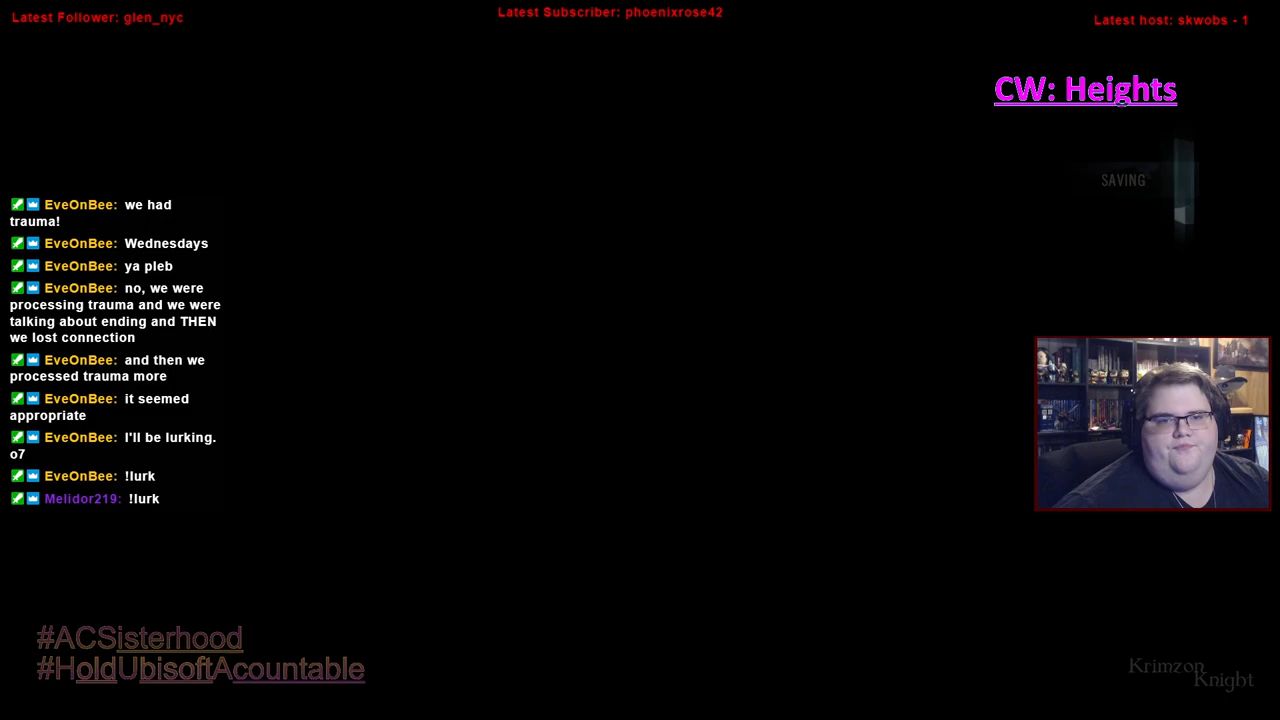 Latest Follower: glen_nyc
Latest Subscriber: phoenixrose42
Latest host: skwobs - 1
CW: Heights
SAVING
EveOnBee: we had
trauma!
EveOnBee: Wednesdays
EveOnBee: ya pleb
EveOnBee: no, we were
processing trauma and we were
talking about ending and THEN
we lost connection
EveOnBee: and then we
processed trauma more
EveOnBee: it seemed
appropriate
EveOnBee: I'll be lurking.
o7
EveOnBee: !lurk
Melidor219: !lurk
#ACSisterhood
#HoldUbisoftAcountable
Krimzon
Knight